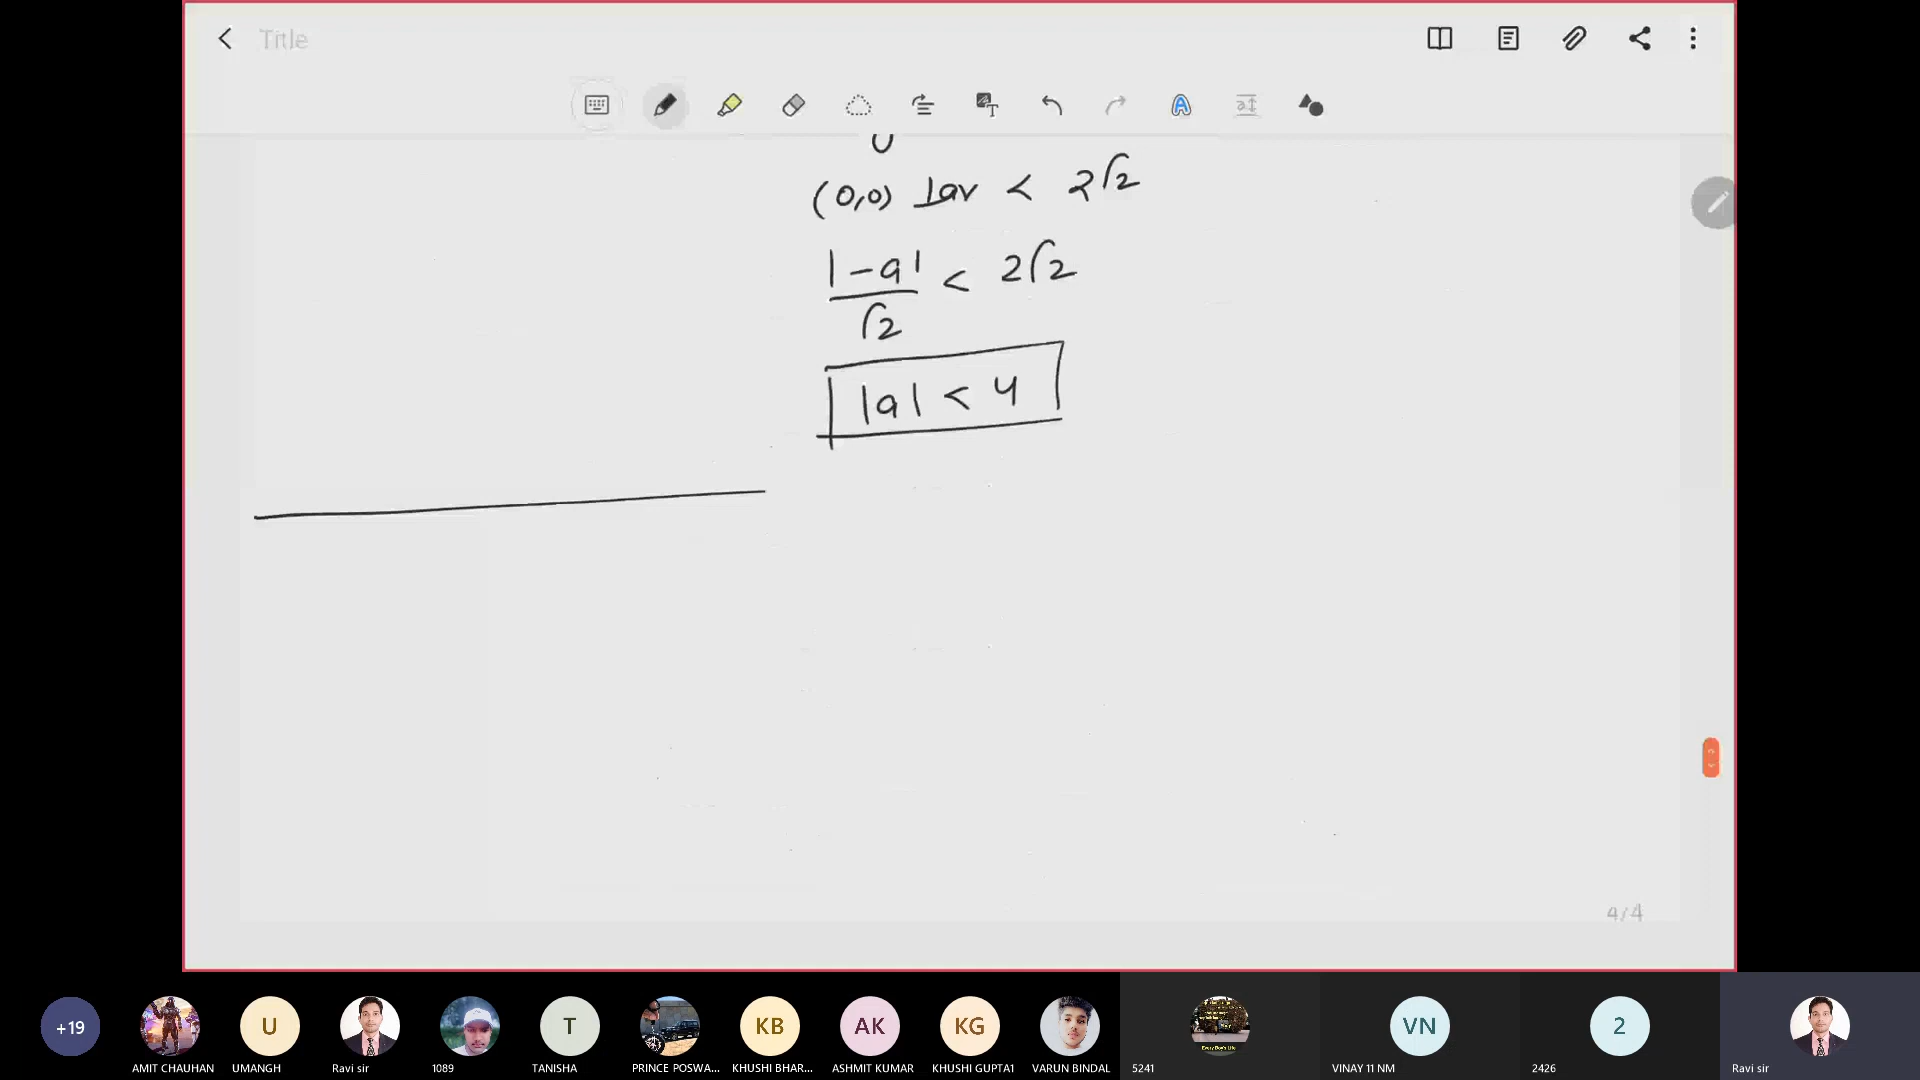 Title
(0,0) ⊥ar < 2√2
|-a|/√2 < 2√2
|a| < 4
4/4
+19
U
T
KB
AK
KG
VN
2
AMIT CHAUHAN
UMANGH
Ravi sir
1089
TANISHA
PRINCE POSWA...
KHUSHI BHAR...
ASHMIT KUMAR
KHUSHI GUPTA1
VARUN BINDAL
5241
VINAY 11 NM
2426
Ravi sir